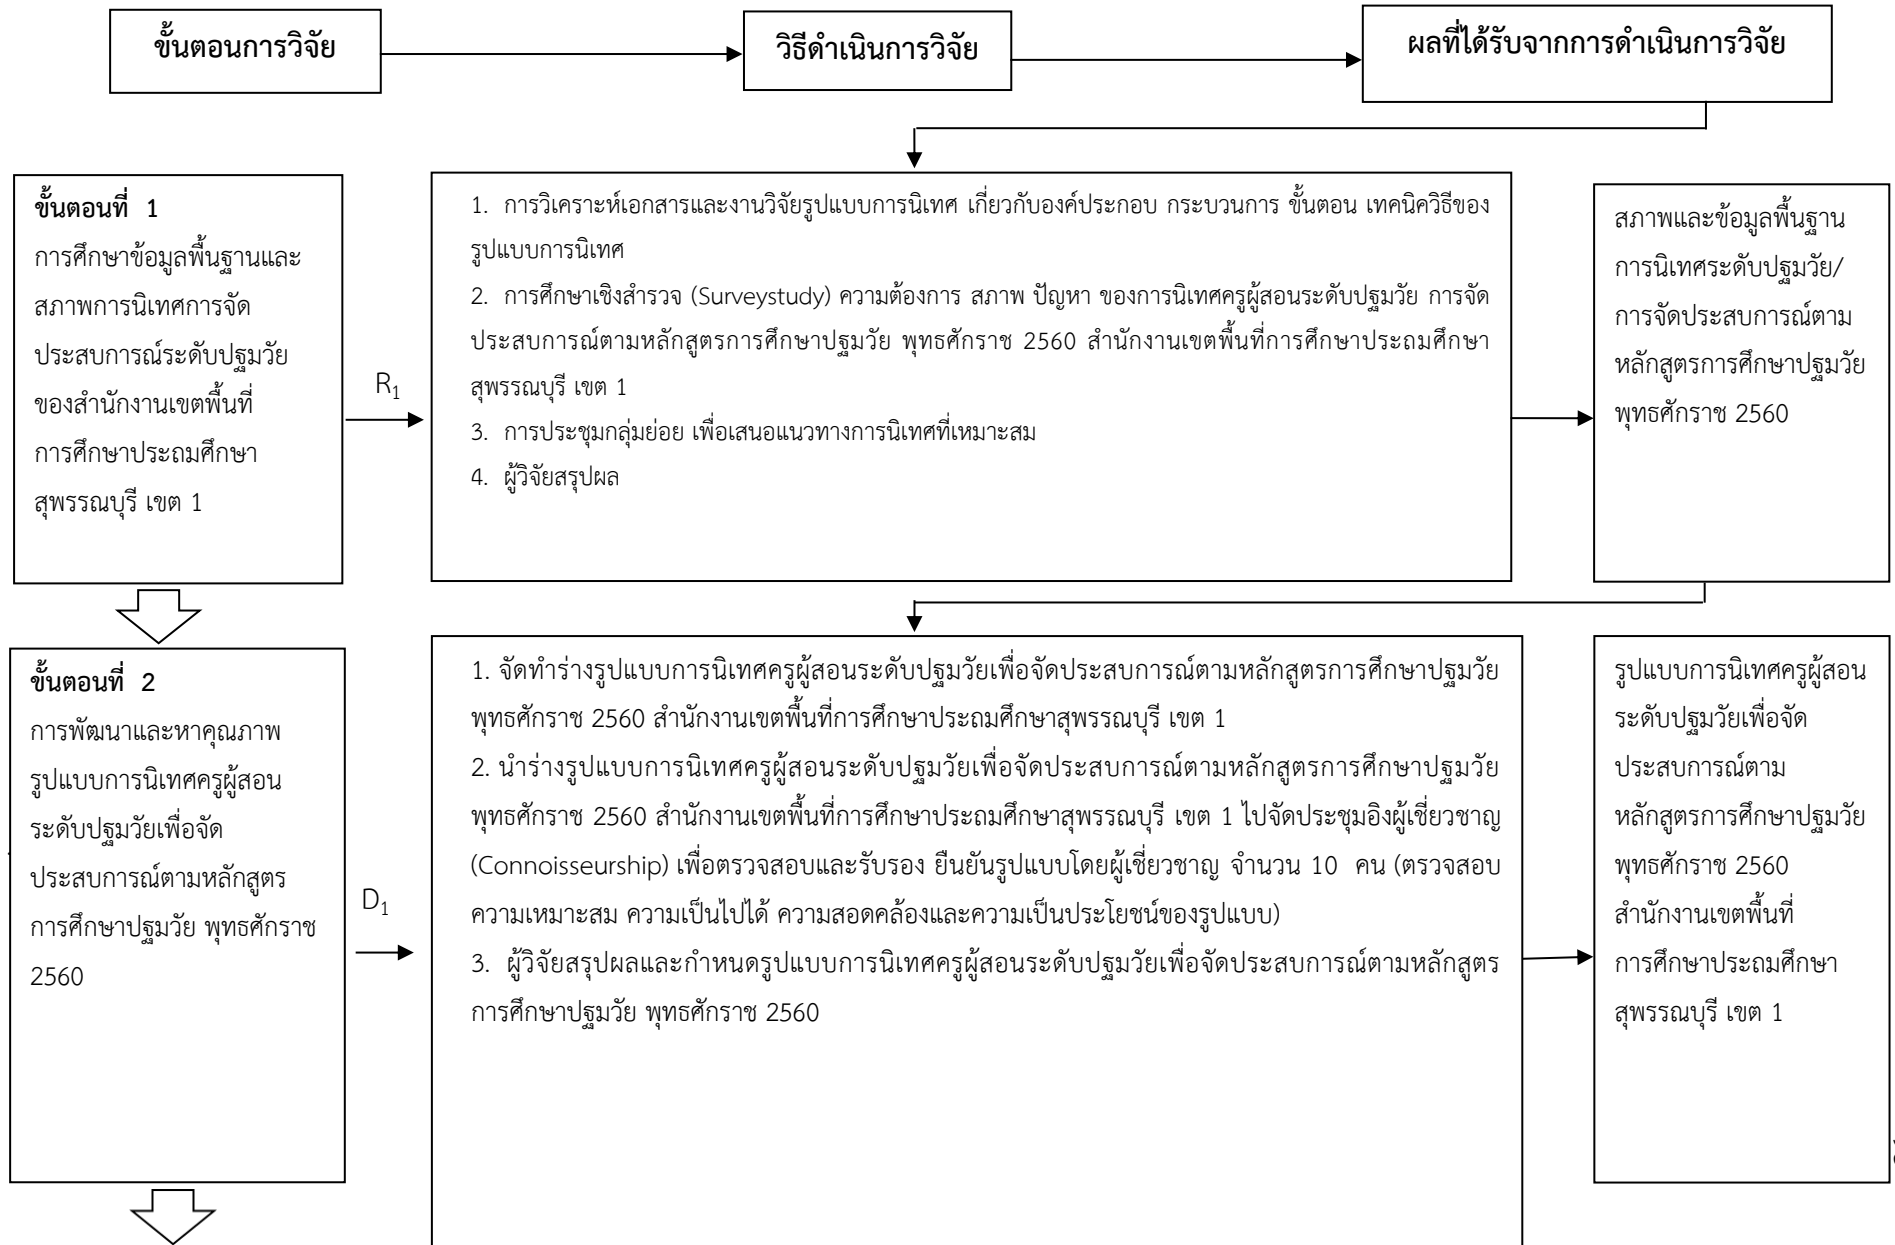 ขั้นตอนการวิจัย
วิธีดำเนินการวิจัย
ผลที่ได้รับจากการดำเนินการวิจัย
ขั้นตอนที่ 1
การศึกษาข้อมูลพื้นฐานและ
สภาพการนิเทศการจัด
ประสบการณ์ระดับปฐมวัย
ของสำนักงานเขตพื้นที่
การศึกษาประถมศึกษา
สุพรรณบุรี เขต 1
R1
1. การวิเคราะห์เอกสารและงานวิจัยรูปแบบการนิเทศ เกี่ยวกับองค์ประกอบ กระบวนการ ขั้นตอน เทคนิควิธีของ
รูปแบบการนิเทศ
2. การศึกษาเชิงสำรวจ (Surveystudy) ความต้องการ สภาพ ปัญหา ของการนิเทศครูผู้สอนระดับปฐมวัย การจัด
ประสบการณ์ตามหลักสูตรการศึกษาปฐมวัย พุทธศักราช 2560 สำนักงานเขตพื้นที่การศึกษาประถมศึกษา
สุพรรณบุรี เขต 1
3. การประชุมกลุ่มย่อย เพื่อเสนอแนวทางการนิเทศที่เหมาะสม
4. ผู้วิจัยสรุปผล
สภาพและข้อมูลพื้นฐาน
การนิเทศระดับปฐมวัย/
การจัดประสบการณ์ตาม
หลักสูตรการศึกษาปฐมวัย
พุทธศักราช 2560
ขั้นตอนที่ 2
การพัฒนาและหาคุณภาพ
รูปแบบการนิเทศครูผู้สอน
ระดับปฐมวัยเพื่อจัด
ประสบการณ์ตามหลักสูตร
การศึกษาปฐมวัย พุทธศักราช
2560
D1
1. จัดทำร่างรูปแบบการนิเทศครูผู้สอนระดับปฐมวัยเพื่อจัดประสบการณ์ตามหลักสูตรการศึกษาปฐมวัย
พุทธศักราช 2560 สำนักงานเขตพื้นที่การศึกษาประถมศึกษาสุพรรณบุรี เขต 1
2. นำร่างรูปแบบการนิเทศครูผู้สอนระดับปฐมวัยเพื่อจัดประสบการณ์ตามหลักสูตรการศึกษาปฐมวัย
พุทธศักราช 2560 สำนักงานเขตพื้นที่การศึกษาประถมศึกษาสุพรรณบุรี เขต 1 ไปจัดประชุมอิงผู้เชี่ยวชาญ
(Connoisseurship) เพื่อตรวจสอบและรับรอง ยืนยันรูปแบบโดยผู้เชี่ยวชาญ จำนวน 10 คน (ตรวจสอบ
ความเหมาะสม ความเป็นไปได้ ความสอดคล้องและความเป็นประโยชน์ของรูปแบบ)
3. ผู้วิจัยสรุปผลและกำหนดรูปแบบการนิเทศครูผู้สอนระดับปฐมวัยเพื่อจัดประสบการณ์ตามหลักสูตร
การศึกษาปฐมวัย พุทธศักราช 2560
รูปแบบการนิเทศครูผู้สอน
ระดับปฐมวัยเพื่อจัด
ประสบการณ์ตาม
หลักสูตรการศึกษาปฐมวัย
พุทธศักราช 2560
สำนักงานเขตพื้นที่
การศึกษาประถมศึกษา
สุพรรณบุรี เขต 1